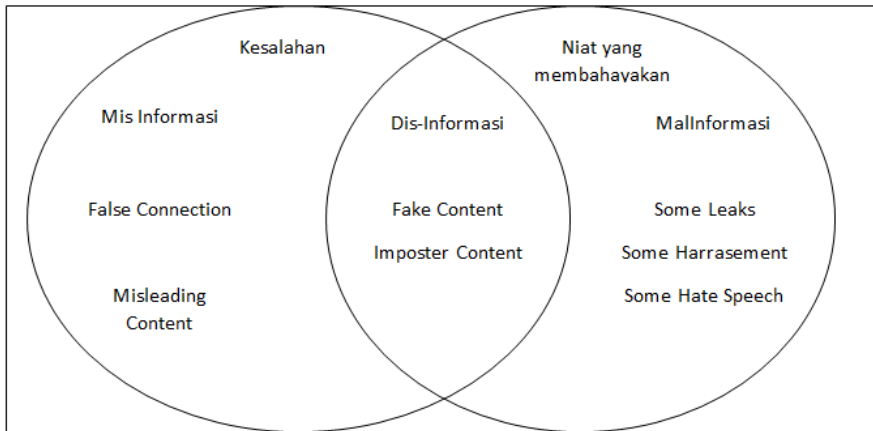 Kesalahan
Niat yang
membahayakan
Mis Informasi
Dis-Informasi
MalInformasi
False Connection
Fake Content
Some Leaks
Imposter Content
Some Harrasement
Misleading
Content
Some Hate Speech